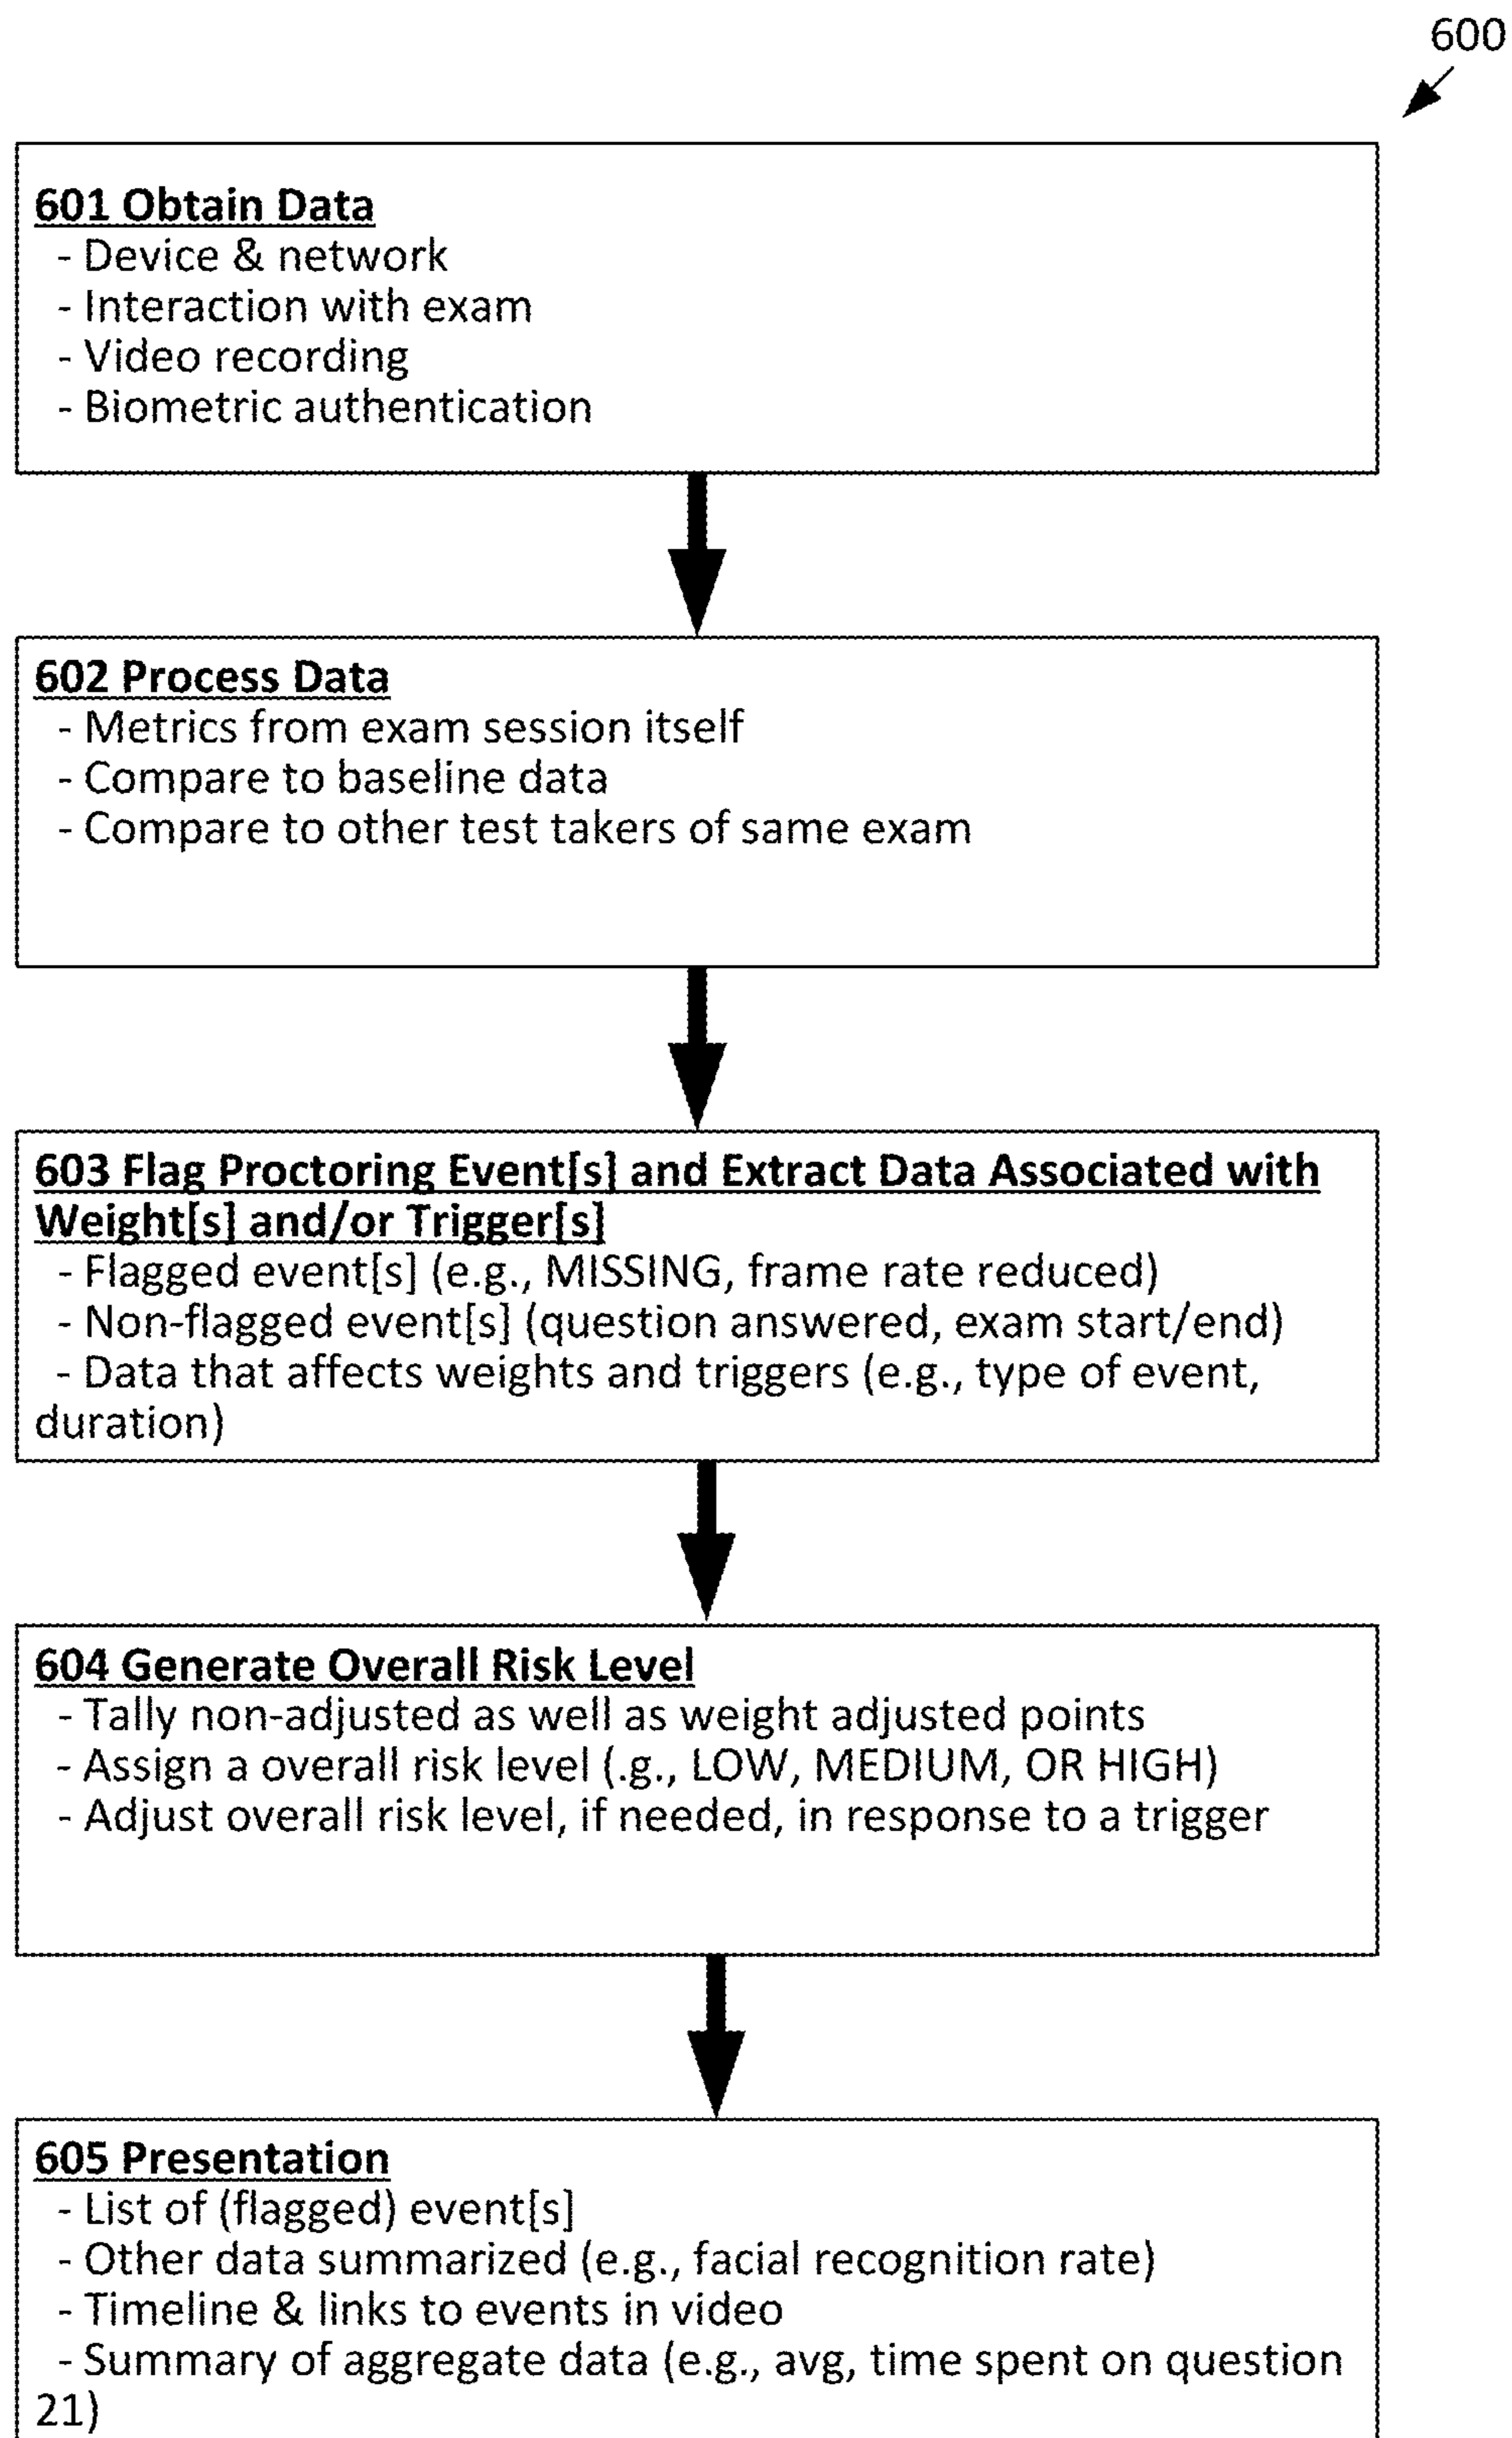 600
601 Obtain Data
- Device & network
- Interaction with exam
- Video recording
- Biometric authentication
602 Process Data
- Metrics from exam session itself
- Compare to baseline data
- Compare to other test takers of same exam
603 Flag Proctoring Event[s] and Extract Data Associated with
Weight[s] and/or Trigger[s]
- Flagged event[s] (e.g., MISSING, frame rate reduced)
- Non-flagged event[s] (question answered, exam start/end)
- Data that affects weights and triggers (e.g., type of event,
duration)
604 Generate Overall Risk Level
- Tally non-adjusted as well as weight adjusted points
- Assign a overall risk level (.g., LOW, MEDIUM, OR HIGH)
- Adjust overall risk level, if needed, in response to a trigger
605 Presentation
- List of (flagged) event[s]
- Other data summarized (e.g., facial recognition rate)
- Timeline & links to events in video
- Summary of aggregate data (e.g., avg, time spent on question
21)